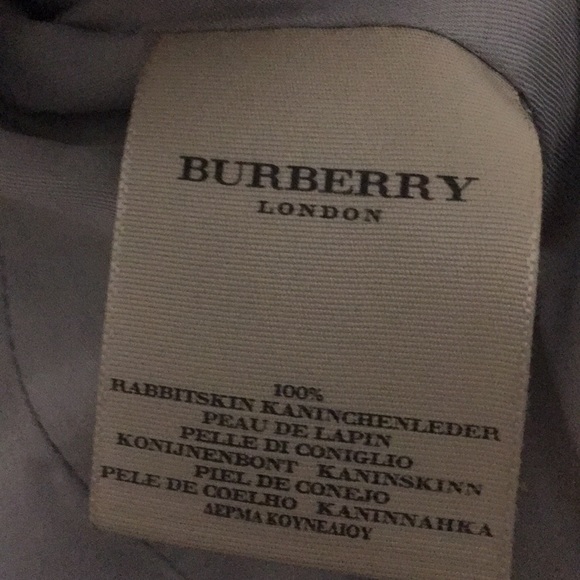 BURBERRY
LONDON
100%
RABBITSKIN KANINCHENLEDER
PEAU DE LAPIN
PELLE DI CONIGLIO
KONIJNENBONT KANINSKINN
PIEL DE CONEJO
PELE DE COELHO KANINNAHKA
ΔΕΡΜΑ ΚΟΥΝΕΛΙΟΥ